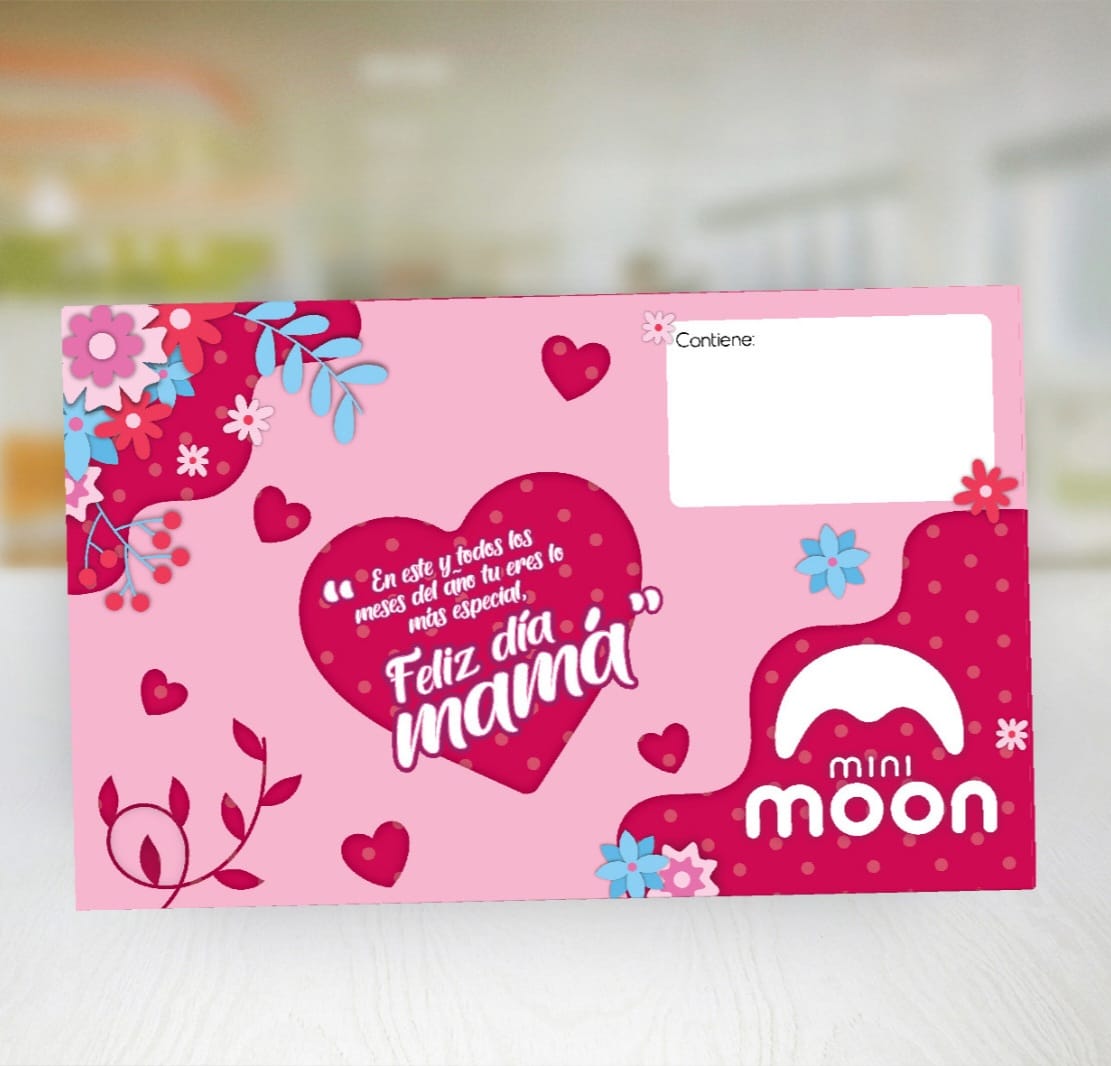 Contiene:
“ En este y todos los
meses del año tu eres lo
más especial,
Feliz día
mamá ”
mini
moon